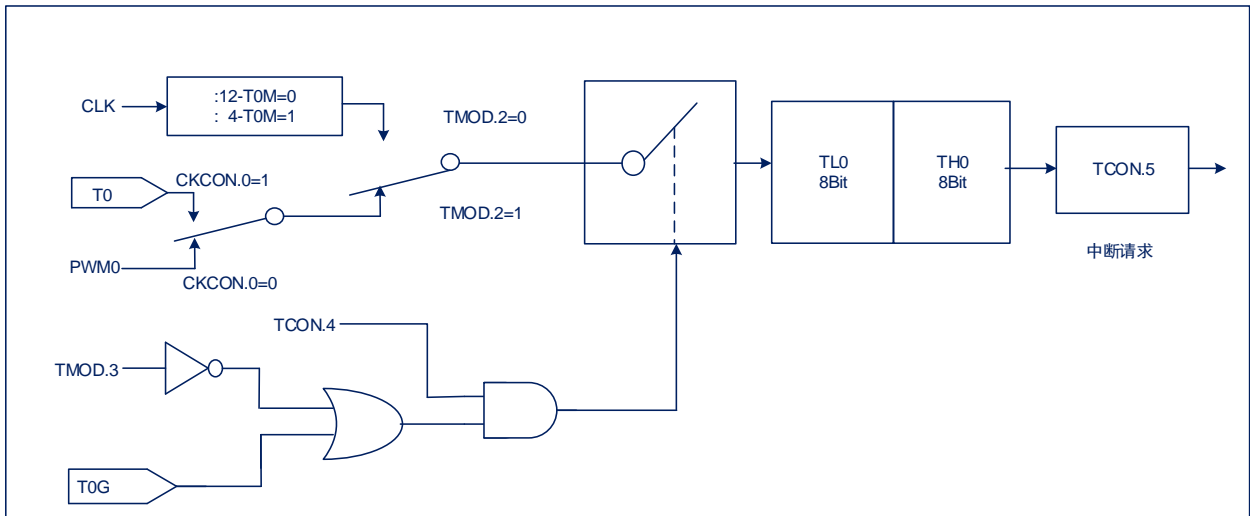 :12-T0M=0
: 4-T0M=1
CLK
TMOD.2=0
T0
CKCON.0=1
TMOD.2=1
PWM0
CKCON.0=0
TL0
8Bit
TH0
8Bit
TCON.5
中断请求
TCON.4
TMOD.3
T0G